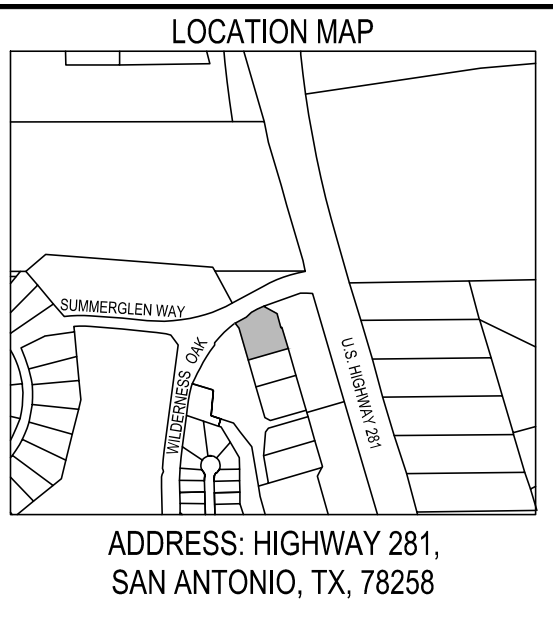 LOCATION MAP
SUMMERGLEN WAY
WILDERNESS OAK
U.S. HIGHWAY 281
ADDRESS: HIGHWAY 281,
SAN ANTONIO, TX, 78258